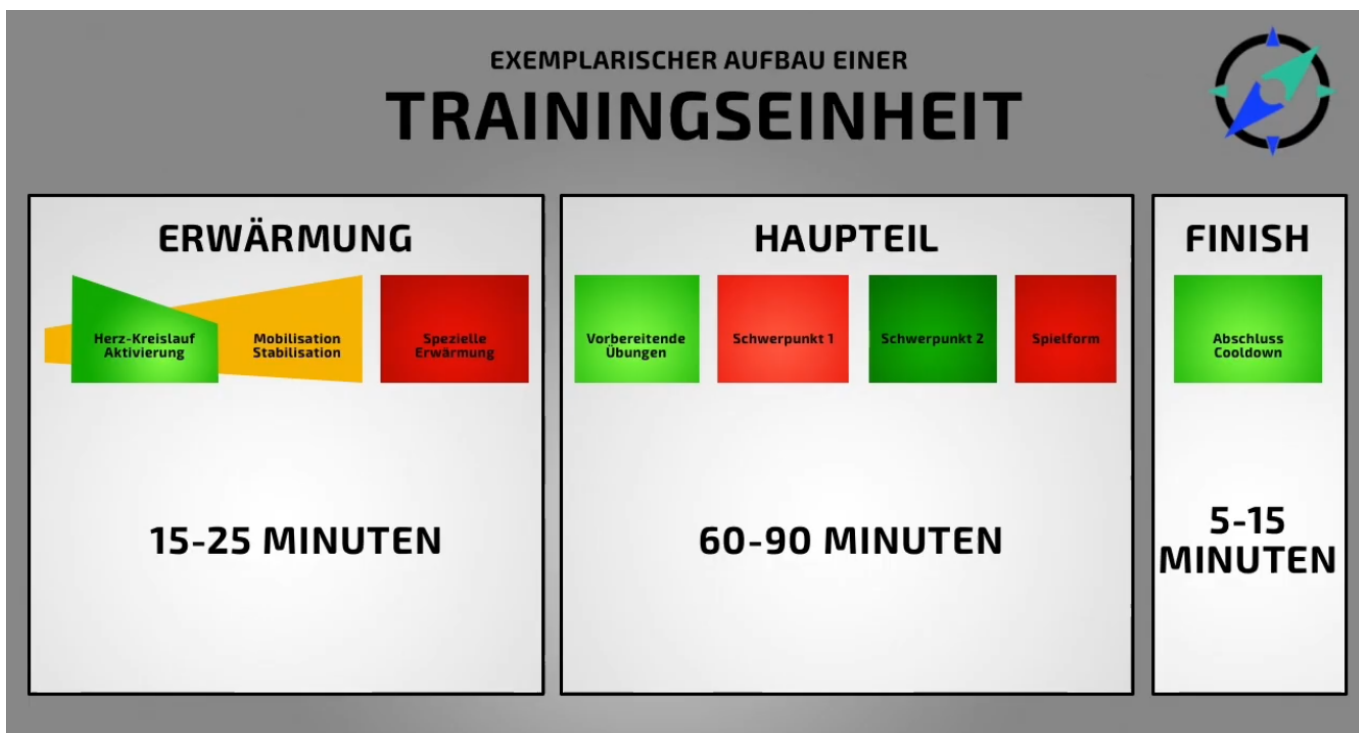 EXEMPLARISCHER AUFBAU EINER
TRAININGSEINHEIT
ERWÄRMUNG
Herz-Kreislauf
Aktivierung
Mobilisation
Stabilisation
Spezielle
Erwärmung
15-25 MINUTEN
HAUPTEIL
Vorbereitende
Übungen
Schwerpunkt 1
Schwerpunkt 2
Spielform
60-90 MINUTEN
FINISH
Abschluss
Cooldown
5-15
MINUTEN